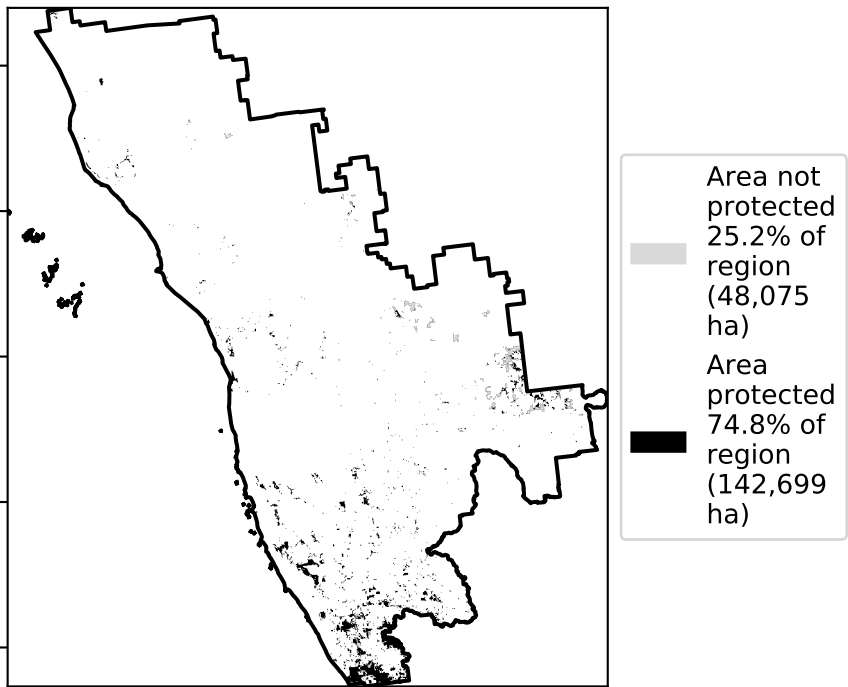 Area not
protected
25.2% of
region
(48,075
ha)
Area
protected
74.8% of
region
(142,699
ha)